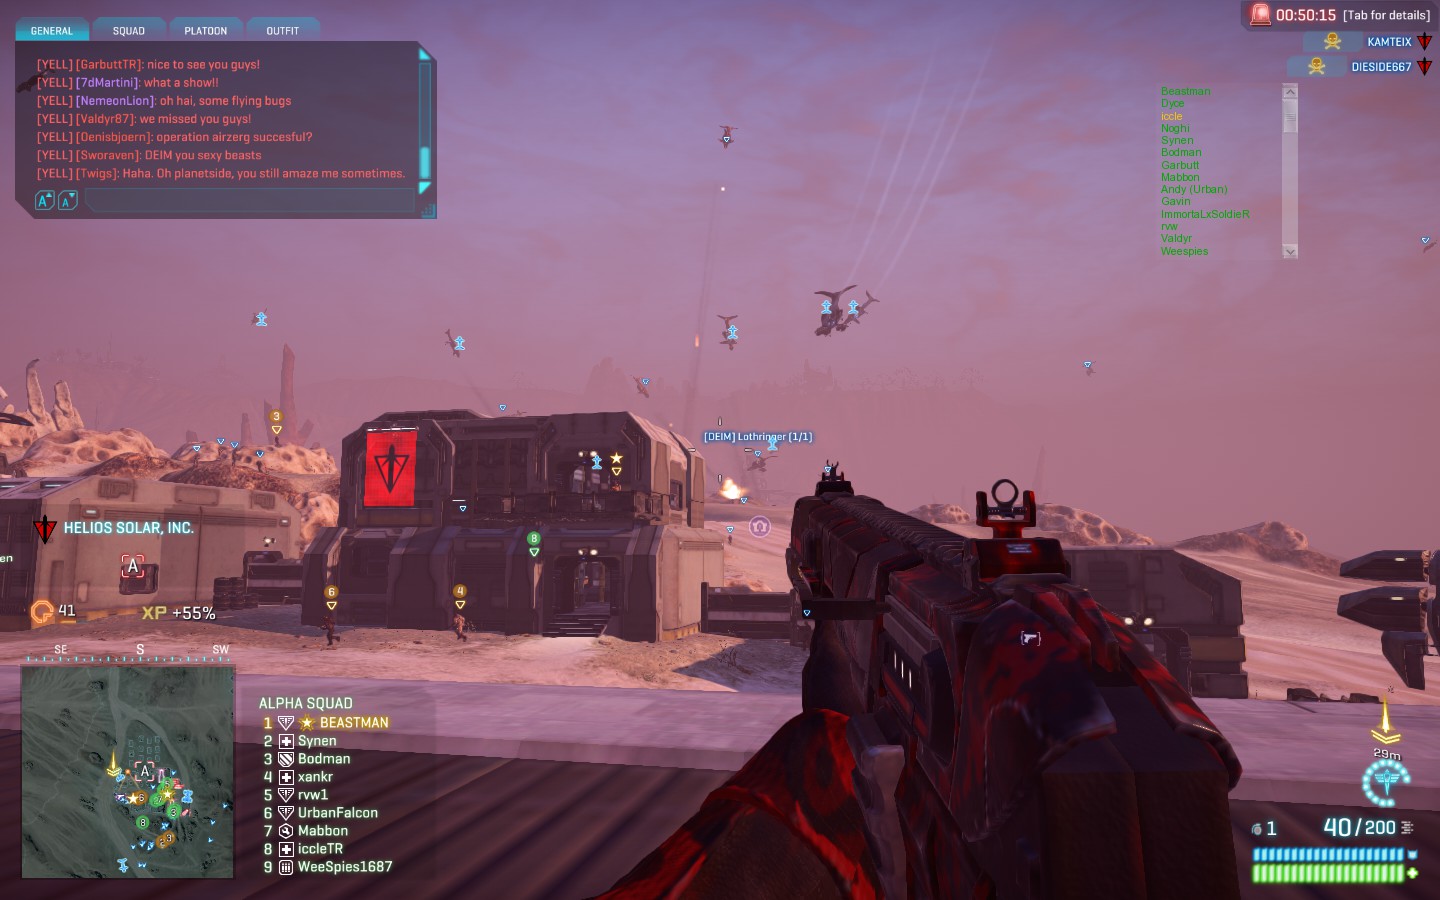 GENERAL SQUAD PLATOON OUTFIT
[YELL] [GarbuttTR]: nice to see you guys!
[YELL] [7dMartini]: what a show!!
[YELL] [NemeonLion]: oh hai, some flying bugs
[YELL] [Valdyr87]: we missed you guys!
[YELL] [Denisbjoern]: operation airzerg succesful?
[YELL] [Sworaven]: DEIM you sexy beasts
[YELL] [Twigs]: Haha. Oh planetside, you still amaze me sometimes.
A A
00:50:15 [Tab for details]
KAMTEIX
DIESIDE667
Beastman
Dyce
iccle
Noghi
Synen
Bodman
Garbutt
Mabbon
Andy (Urban)
Gavin
ImmortaLxSoldieR
rvw
Valdyr
Weespies
3
[DEIM] Lothringer (1/1)
HELIOS SOLAR, INC.
8
en
A
6
4
41 XP +55%
SE S SW
A
ALPHA SQUAD
1 BEASTMAN
2 Synen
3 Bodman
4 xankr
5 rvw1
6 UrbanFalcon
7 Mabbon
8 iccleTR
9 WeeSpies1687
29m
1 40/200